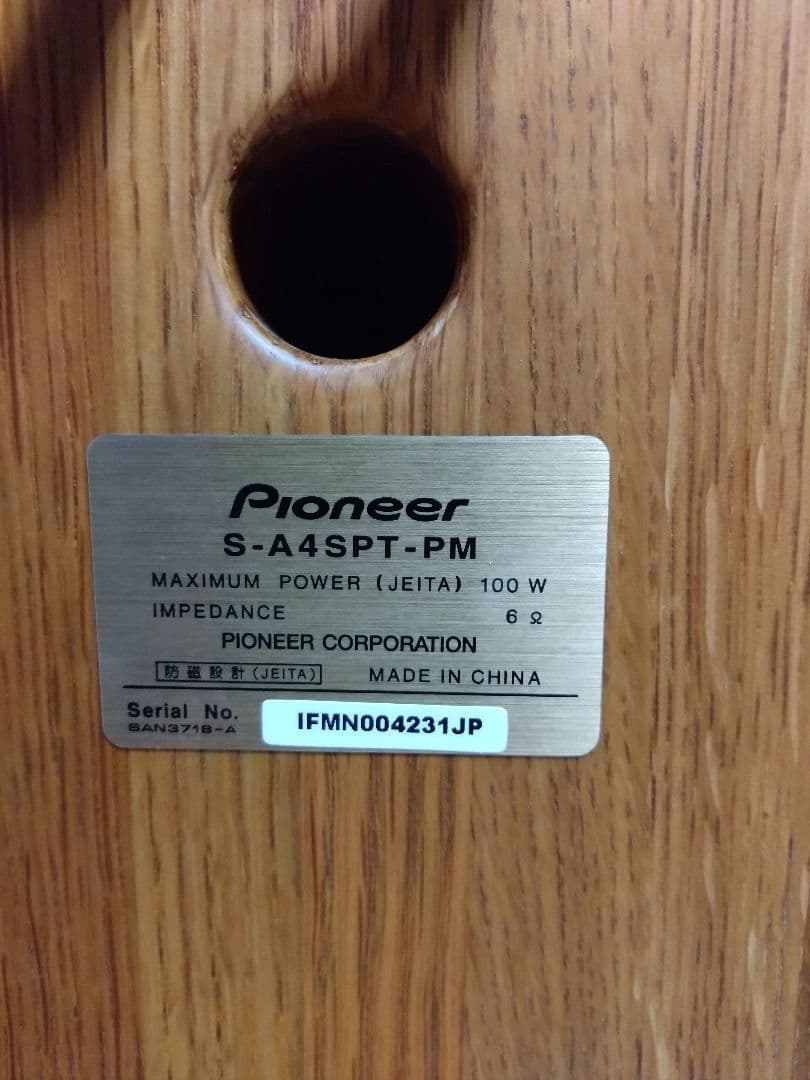 Pioneer
S-A4SPT-PM
MAXIMUM POWER (JEITA) 100 W
IMPEDANCE 6 Ω
PIONEER CORPORATION
防磁設計(JEITA) MADE IN CHINA
Serial No. IFMN004231JP
SAN3718-A